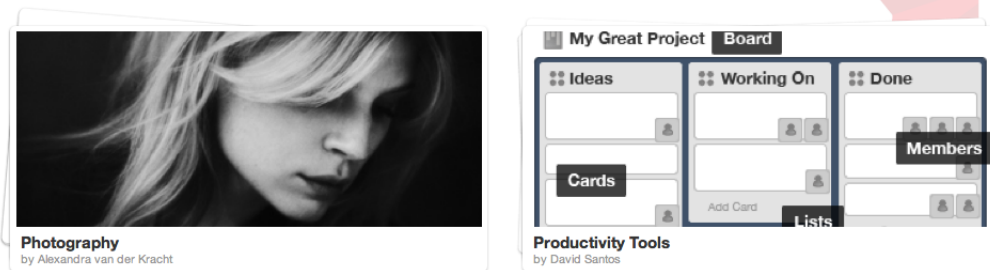 My Great Project Board
Ideas
Working On
Done
Members
Cards
Add Card
Lists
Photography
by Alexandra van der Kracht
Productivity Tools
by David Santos